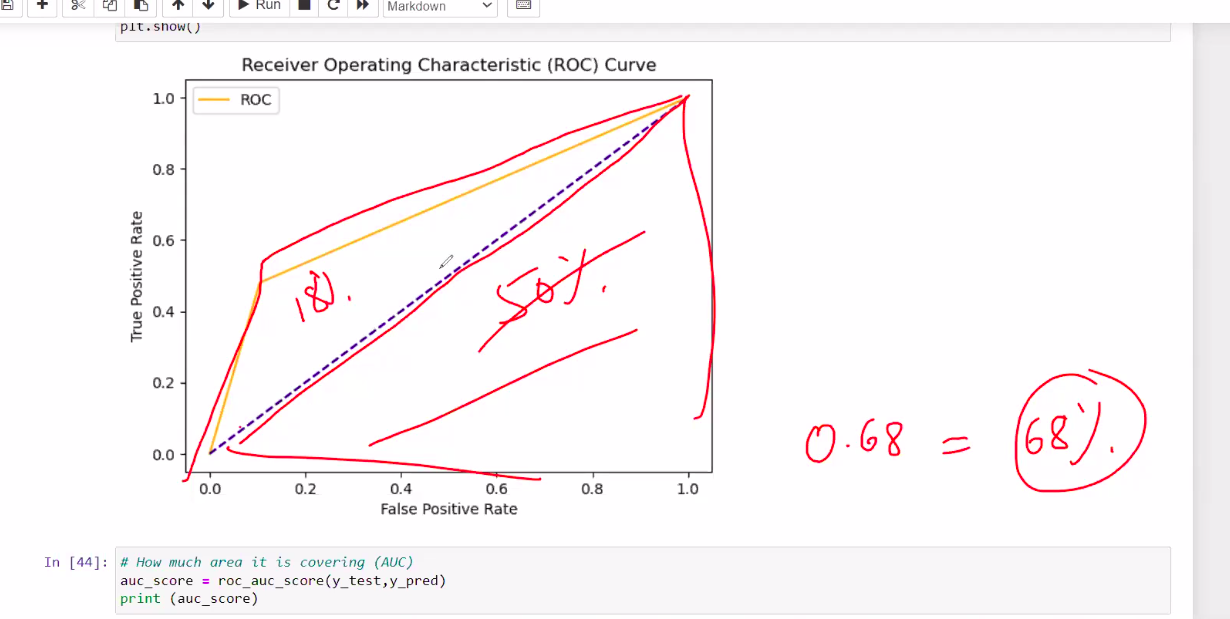 Run
Markdown
plt.show()
Receiver Operating Characteristic (ROC) Curve
ROC
1.0
0.8
0.6
0.4
0.2
0.0
True Positive Rate
0.0 0.2 0.4 0.6 0.8 1.0
False Positive Rate
50%.
0.68 = 68%.
In [44]:
# How much area it is covering (AUC)
auc_score = roc_auc_score(y_test,y_pred)
print (auc_score)